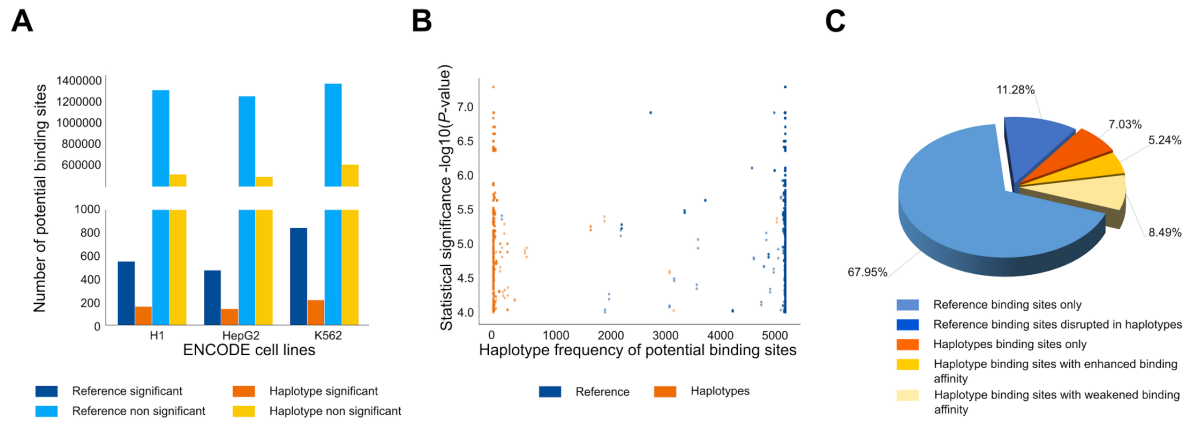 A
Number of potential binding sites
1400000
1200000
1000000
800000
600000
1000
800
600
400
200
0
H1
HepG2
K562
ENCODE cell lines
Reference significant
Haplotype significant
Reference non significant
Haplotype non significant
B
Statistical significance -log10(P-value)
7.0
6.5
6.0
5.5
5.0
4.5
4.0
0
1000
2000
3000
4000
5000
Haplotype frequency of potential binding sites
Reference
Haplotypes
C
11.28%
7.03%
5.24%
8.49%
67.95%
Reference binding sites only
Reference binding sites disrupted in haplotypes
Haplotypes binding sites only
Haplotype binding sites with enhanced binding
affinity
Haplotype binding sites with weakened binding
affinity